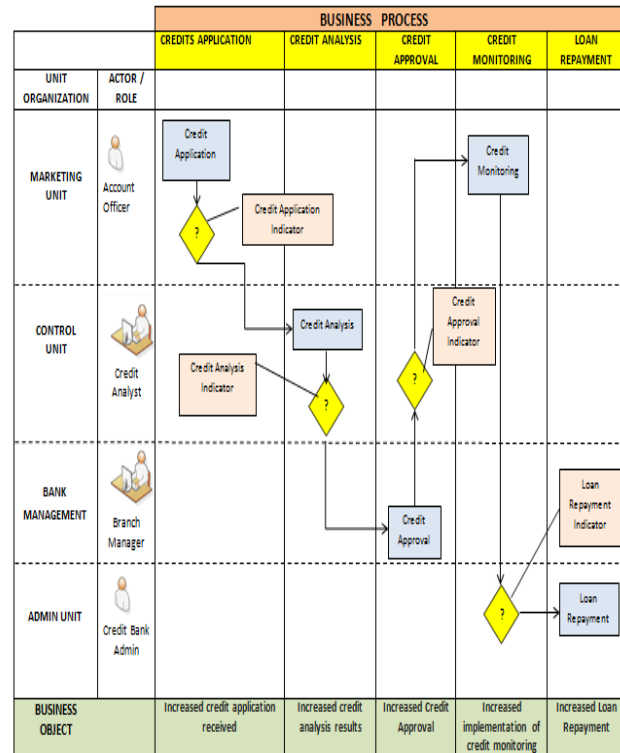 BUSINESS PROCESS
CREDITS APPLICATION
CREDIT ANALYSIS
CREDIT
APPROVAL
CREDIT
MONITORING
LOAN
REPAYMENT
UNIT
ORGANIZATION
ACTOR /
ROLE
MARKETING
UNIT
Account
Officer
Credit
Application
?
Credit Application
Indicator
Credit
Monitoring
CONTROL
UNIT
Credit
Analyst
Credit Analysis
Indicator
Credit Analysis
?
?
Credit
Approval
Indicator
BANK
MANAGEMENT
Branch
Manager
Credit
Approval
Loan
Repayment
Indicator
ADMIN UNIT
Credit Bank
Admin
?
Loan
Repayment
BUSINESS
OBJECT
Increased credit application
received
Increased credit
analysis results
Increased Credit
Approval
Increased
implementation of
credit monitoring
Increased Loan
Repayment